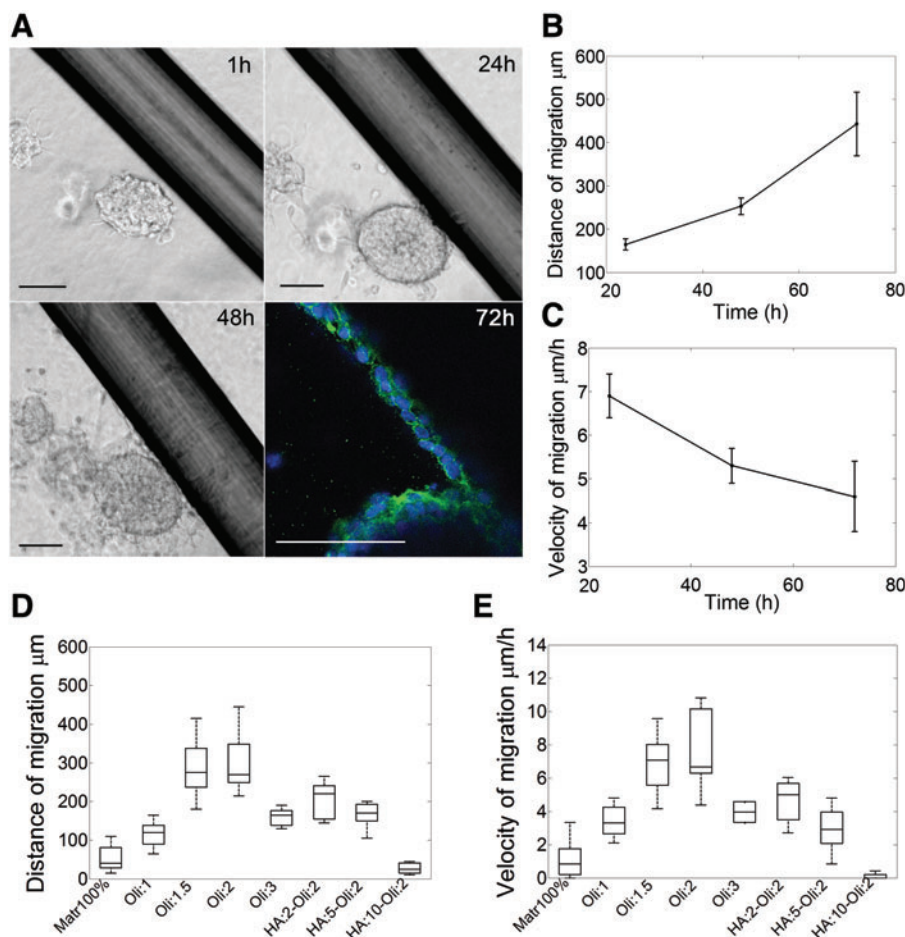 A
1h
24h
48h
72h
B
Distance of migration μm
600
500
400
300
200
100
20
40
60
80
Time (h)
C
Velocity of migration μm/h
8
7
6
5
4
3
20
40
60
80
Time (h)
D
Distance of migration μm
600
500
400
300
200
100
0
Matr100%
Oli:1
Oli:1.5
Oli:2
Oli:3
HA:2-Oli:2
HA:5-Oli:2
HA:10-Oli:2
E
Velocity of migration μm/h
14
12
10
8
6
4
2
0
Matr100%
Oli:1
Oli:1.5
Oli:2
Oli:3
HA:2-Oli:2
HA:5-Oli:2
HA:10-Oli:2